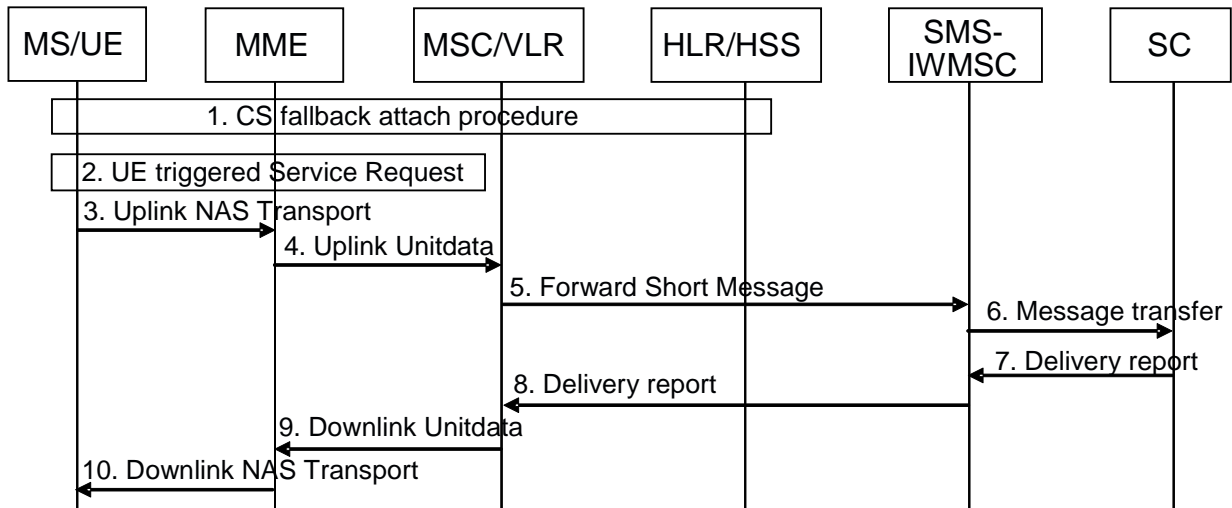 MS/UE
MME
MSC/VLR
HLR/HSS
SMS-
IWMSC
SC
1. CS fallback attach procedure
2. UE triggered Service Request
3. Uplink NAS Transport
4. Uplink Unitdata
5. Forward Short Message
6. Message transfer
7. Delivery report
8. Delivery report
9. Downlink Unitdata
10. Downlink NAS Transport